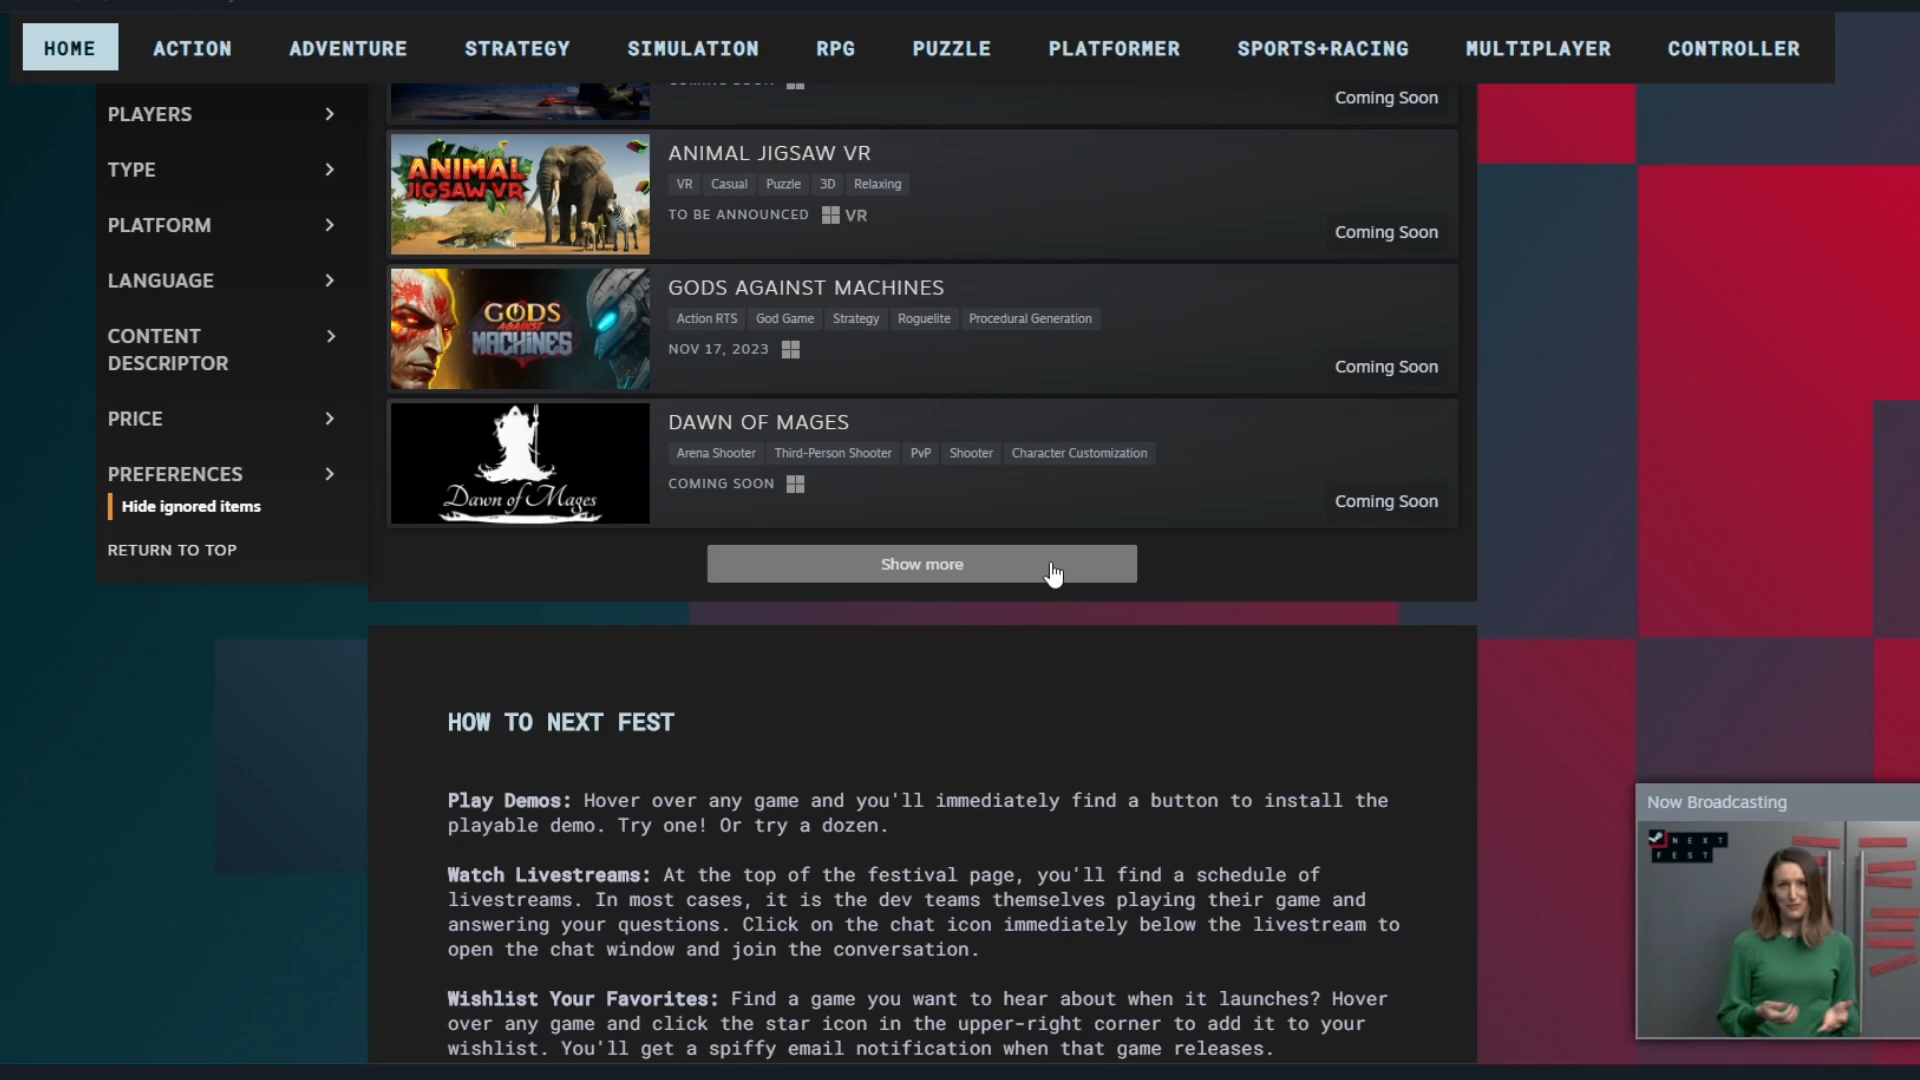 HOME ACTION ADVENTURE STRATEGY SIMULATION RPG PUZZLE PLATFORMER SPORTS+RACING MULTIPLAYER CONTROLLER
PLAYERS
TYPE
PLATFORM
LANGUAGE
CONTENT
DESCRIPTOR
PRICE
PREFERENCES
Hide ignored items
RETURN TO TOP
COMING SOON
Coming Soon
ANIMAL
JIGSAW VR
ANIMAL JIGSAW VR
VR Casual Puzzle 3D Relaxing
TO BE ANNOUNCED VR
Coming Soon
GODS
AGAINST
MACHINES
GODS AGAINST MACHINES
Action RTS God Game Strategy Roguelite Procedural Generation
NOV 17, 2023
Coming Soon
Dawn of Mages
DAWN OF MAGES
Arena Shooter Third-Person Shooter PvP Shooter Character Customization
COMING SOON
Coming Soon
Show more
HOW TO NEXT FEST
Play Demos: Hover over any game and you'll immediately find a button to install the
playable demo. Try one! Or try a dozen.
Watch Livestreams: At the top of the festival page, you'll find a schedule of
livestreams. In most cases, it is the dev teams themselves playing their game and
answering your questions. Click on the chat icon immediately below the livestream to
open the chat window and join the conversation.
Wishlist Your Favorites: Find a game you want to hear about when it launches? Hover
over any game and click the star icon in the upper-right corner to add it to your
wishlist. You'll get a spiffy email notification when that game releases.
Now Broadcasting
NEXT
FEST